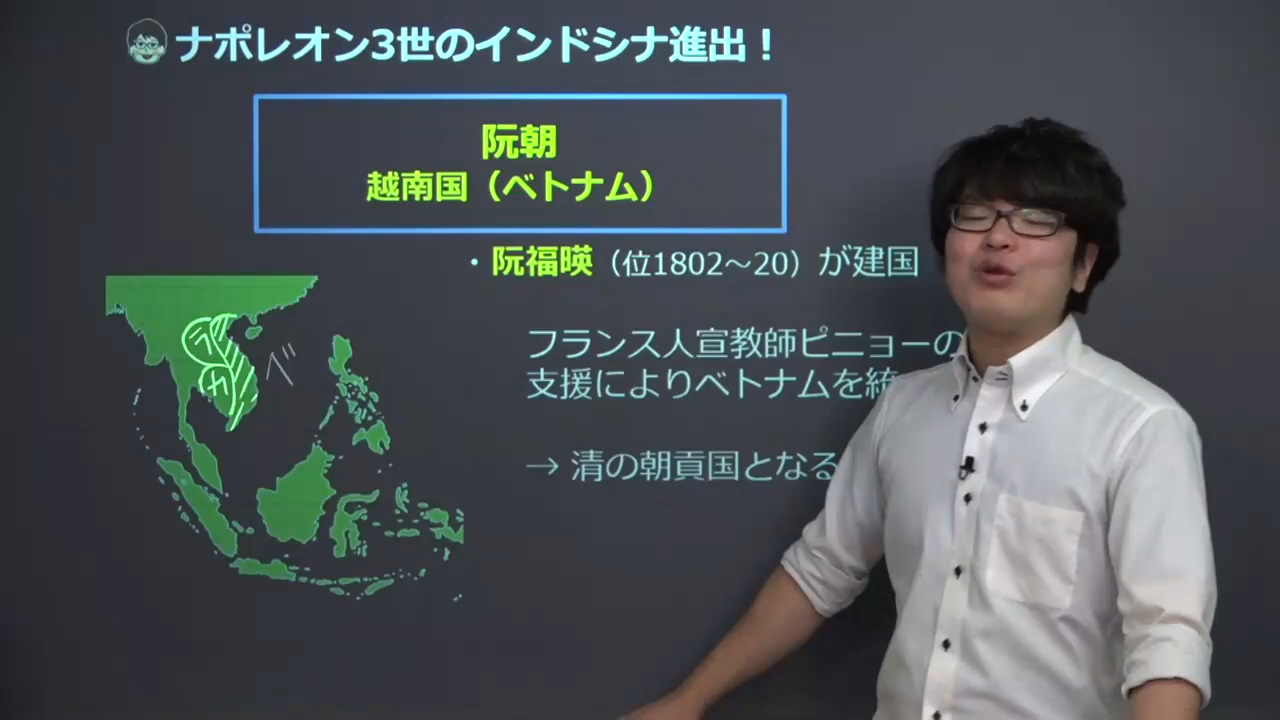 ナポレオン3世のインドシナ進出！
阮朝
越南国（ベトナム）
・阮福暎（位1802～20）が建国
フランス人宣教師ピニョーの
支援によりベトナムを統
→ 清の朝貢国となる
ラ
カ
ベ